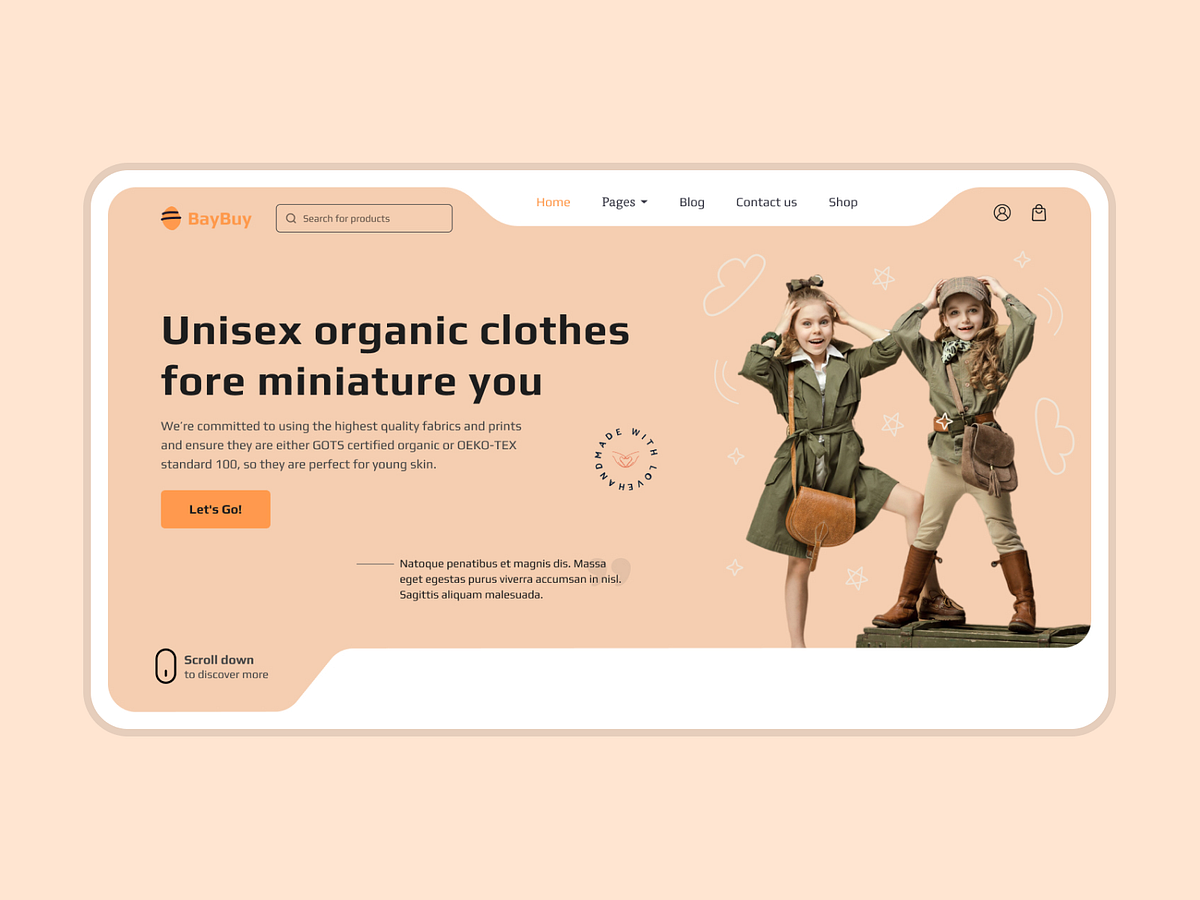 BayBuy
Search for products
Home
Pages
Blog
Contact us
Shop
Unisex organic clothes
fore miniature you
We're committed to using the highest quality fabrics and prints
and ensure they are either GOTS certified organic or OEKO-TEX
standard 100, so they are perfect for young skin.
HANDMADE WITH LOVE
Let's Go!
Natoque penatibus et magnis dis. Massa
eget egestas purus viverra accumsan in nisl.
Sagittis aliquam malesuada.
Scroll down
to discover more